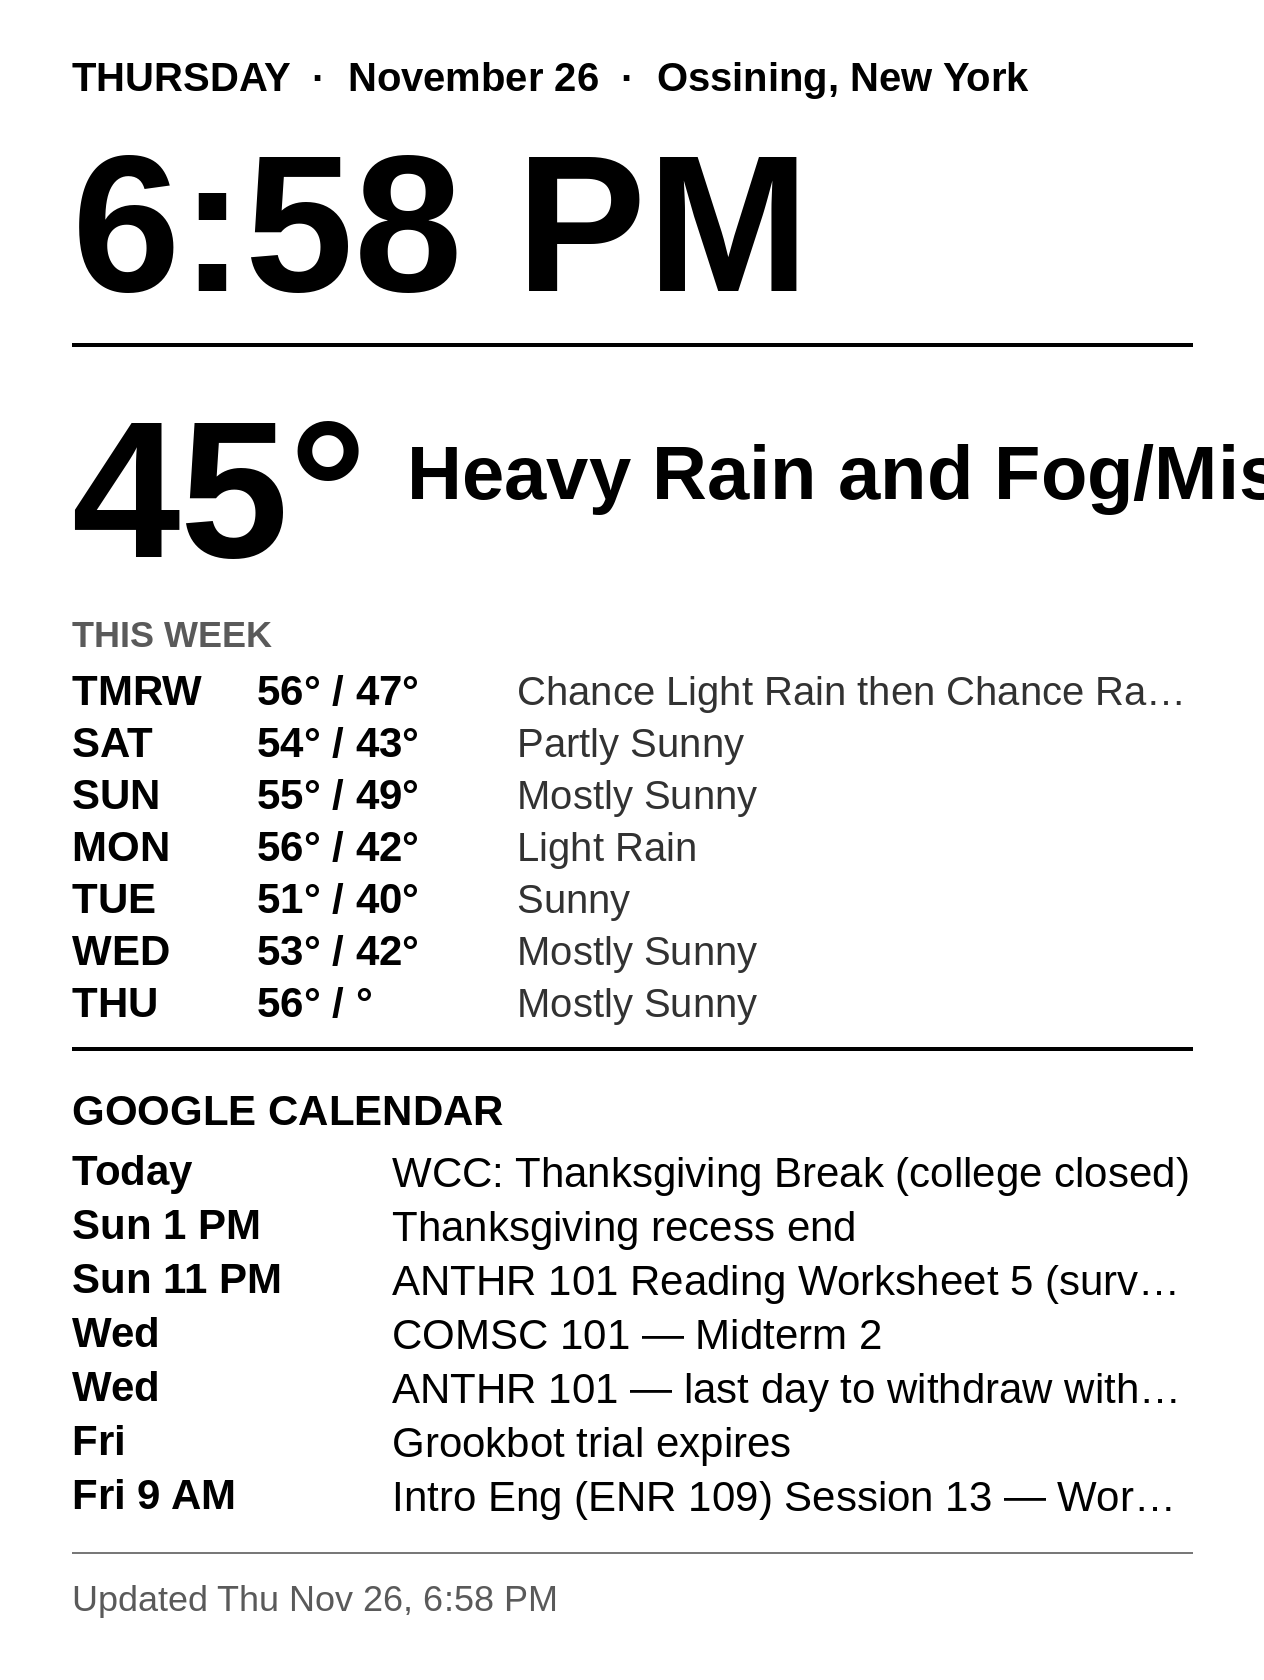 THURSDAY · November 26 · Ossining, New York
6:58 PM
45° Heavy Rain and Fog/Mis
THIS WEEK
TMRW 56° / 47° Chance Light Rain then Chance Ra…
SAT 54° / 43° Partly Sunny
SUN 55° / 49° Mostly Sunny
MON 56° / 42° Light Rain
TUE 51° / 40° Sunny
WED 53° / 42° Mostly Sunny
THU 56° / ° Mostly Sunny
GOOGLE CALENDAR
Today WCC: Thanksgiving Break (college closed)
Sun 1 PM Thanksgiving recess end
Sun 11 PM ANTHR 101 Reading Worksheet 5 (surv…
Wed COMSC 101 — Midterm 2
Wed ANTHR 101 — last day to withdraw with…
Fri Grookbot trial expires
Fri 9 AM Intro Eng (ENR 109) Session 13 — Wor…
Updated Thu Nov 26, 6:58 PM